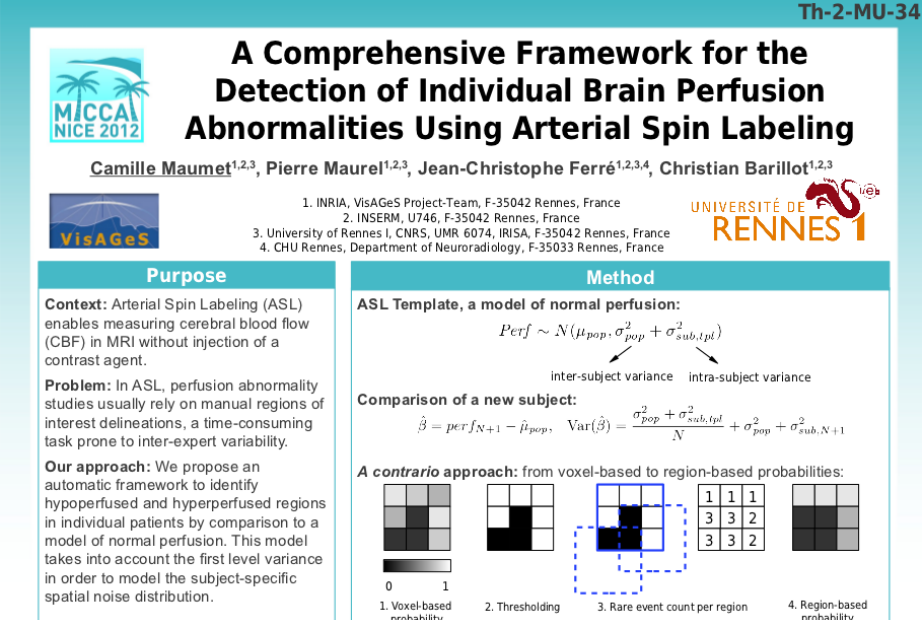 Th-2-MU-34
MICCAI
NICE 2012
A Comprehensive Framework for the
Detection of Individual Brain Perfusion
Abnormalities Using Arterial Spin Labeling
Camille Maumet1,2,3, Pierre Maurel1,2,3, Jean-Christophe Ferré1,2,3,4, Christian Barillot1,2,3
VisAGeS
1. INRIA, VisAGeS Project-Team, F-35042 Rennes, France
2. INSERM, U746, F-35042 Rennes, France
3. University of Rennes I, CNRS, UMR 6074, IRISA, F-35042 Rennes, France
4. CHU Rennes, Department of Neuroradiology, F-35033 Rennes, France
UNIVERSITÉ DE
RENNES 1
Purpose
Context: Arterial Spin Labeling (ASL)
enables measuring cerebral blood flow
(CBF) in MRI without injection of a
contrast agent.
Problem: In ASL, perfusion abnormality
studies usually rely on manual regions of
interest delineations, a time-consuming
task prone to inter-expert variability.
Our approach: We propose an
automatic framework to identify
hypoperfused and hyperperfused regions
in individual patients by comparison to a
model of normal perfusion. This model
takes into account the first level variance
in order to model the subject-specific
spatial noise distribution.
Method
ASL Template, a model of normal perfusion:
Perf ∼ N(μpop, σ²pop + σ²sub,tpl)
inter-subject variance intra-subject variance
Comparison of a new subject:
β̂ = perfN+1 − μ̂pop, Var(β̂) = (σ²pop + σ²sub,tpl)/N + σ²pop + σ²sub,N+1
A contrario approach: from voxel-based to region-based probabilities:
1 1 1
3 3 2
3 3 2
0 1
1. Voxel-based
probability
2. Thresholding
3. Rare event count per region
4. Region-based
probability